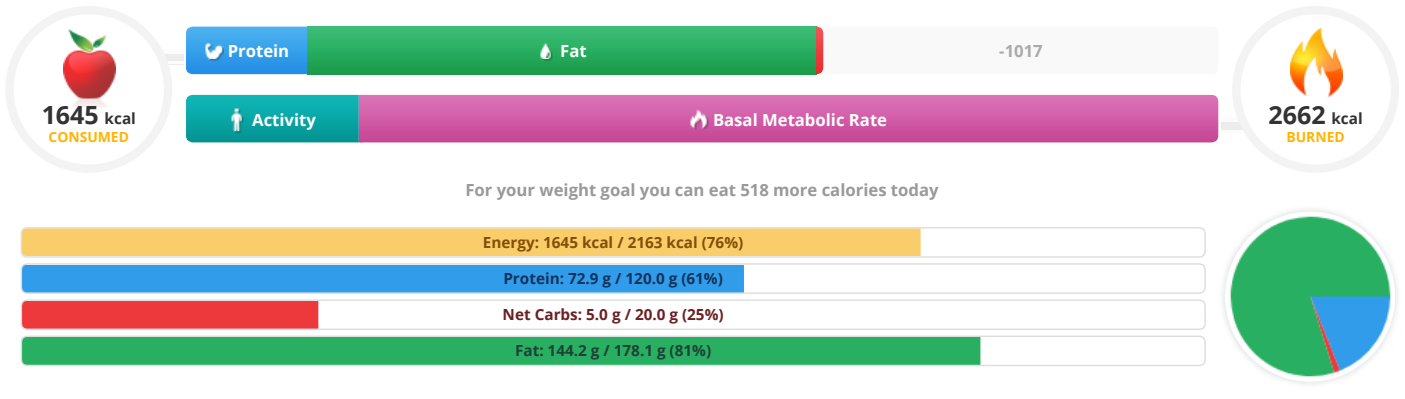 1645 kcal
CONSUMED
Protein
Fat
-1017
Activity
Basal Metabolic Rate
2662 kcal
BURNED
For your weight goal you can eat 518 more calories today
Energy: 1645 kcal / 2163 kcal (76%)
Protein: 72.9 g / 120.0 g (61%)
Net Carbs: 5.0 g / 20.0 g (25%)
Fat: 144.2 g / 178.1 g (81%)